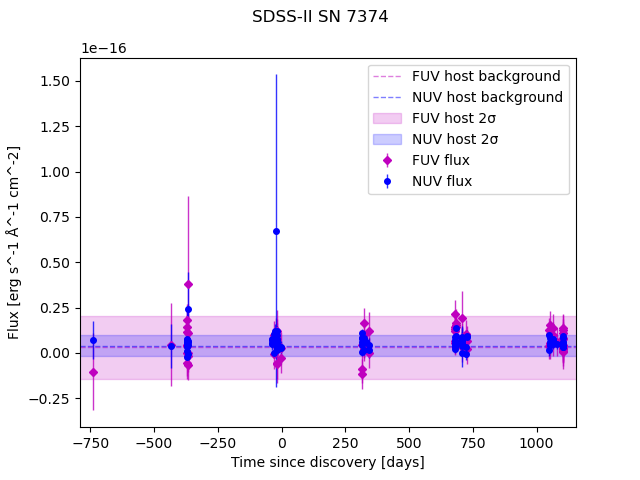 SDSS-II SN 7374
1e−16
FUV host background
NUV host background
FUV host 2σ
NUV host 2σ
FUV flux
NUV flux
1.50
1.25
1.00
0.75
0.50
0.25
0.00
−0.25
Flux [erg s^-1 Å^-1 cm^-2]
−750 −500 −250 0 250 500 750 1000
Time since discovery [days]